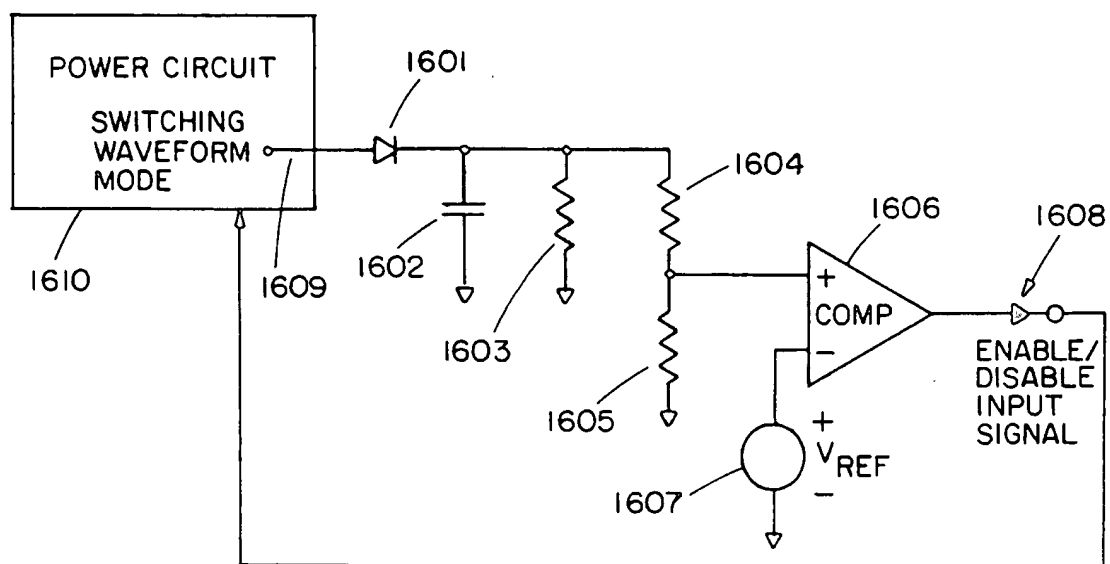 POWER CIRCUIT
SWITCHING
WAVEFORM
MODE
1601
1604
1606
1608
1610
1609
1602
1603
1605
+
COMP
−
ENABLE/
DISABLE
INPUT
SIGNAL
+
VREF
−
1607